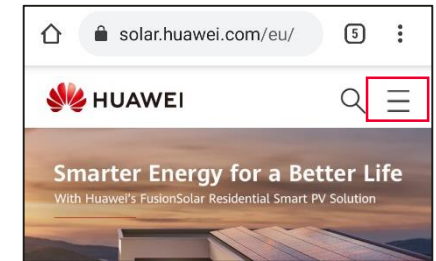 solar.huawei.com/eu/
5
HUAWEI
Smarter Energy for a Better Life
With Huawei's FusionSolar Residential Smart PV Solution